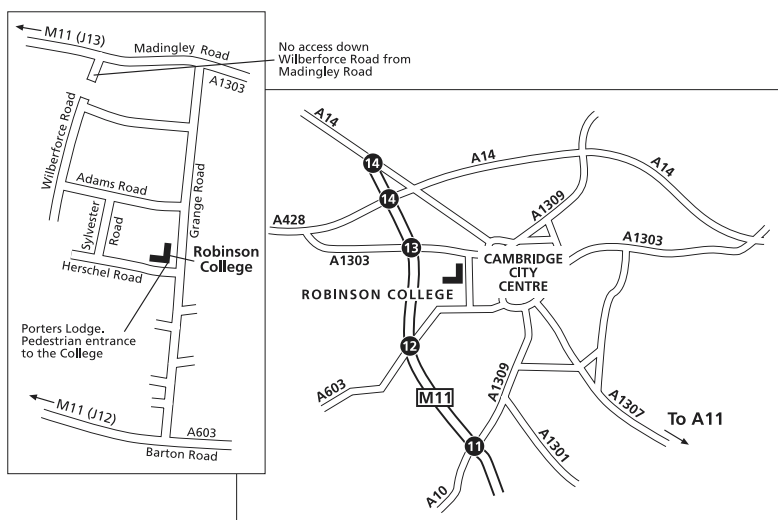 M11 (J13)
Madingley Road
A1303
No access down
Wilberforce Road from
Madingley Road
Wilberforce Road
Adams Road
Grange Road
Sylvester
Road
Robinson
College
Herschel Road
Porters Lodge.
Pedestrian entrance
to the College
M11 (J12)
A603
Barton Road
A14
14
A14
A14
14
A1309
A428
13
A1303
A1303
CAMBRIDGE
CITY
CENTRE
ROBINSON COLLEGE
12
A603
M11
A1309
A1307
To A11
11
A1301
A10